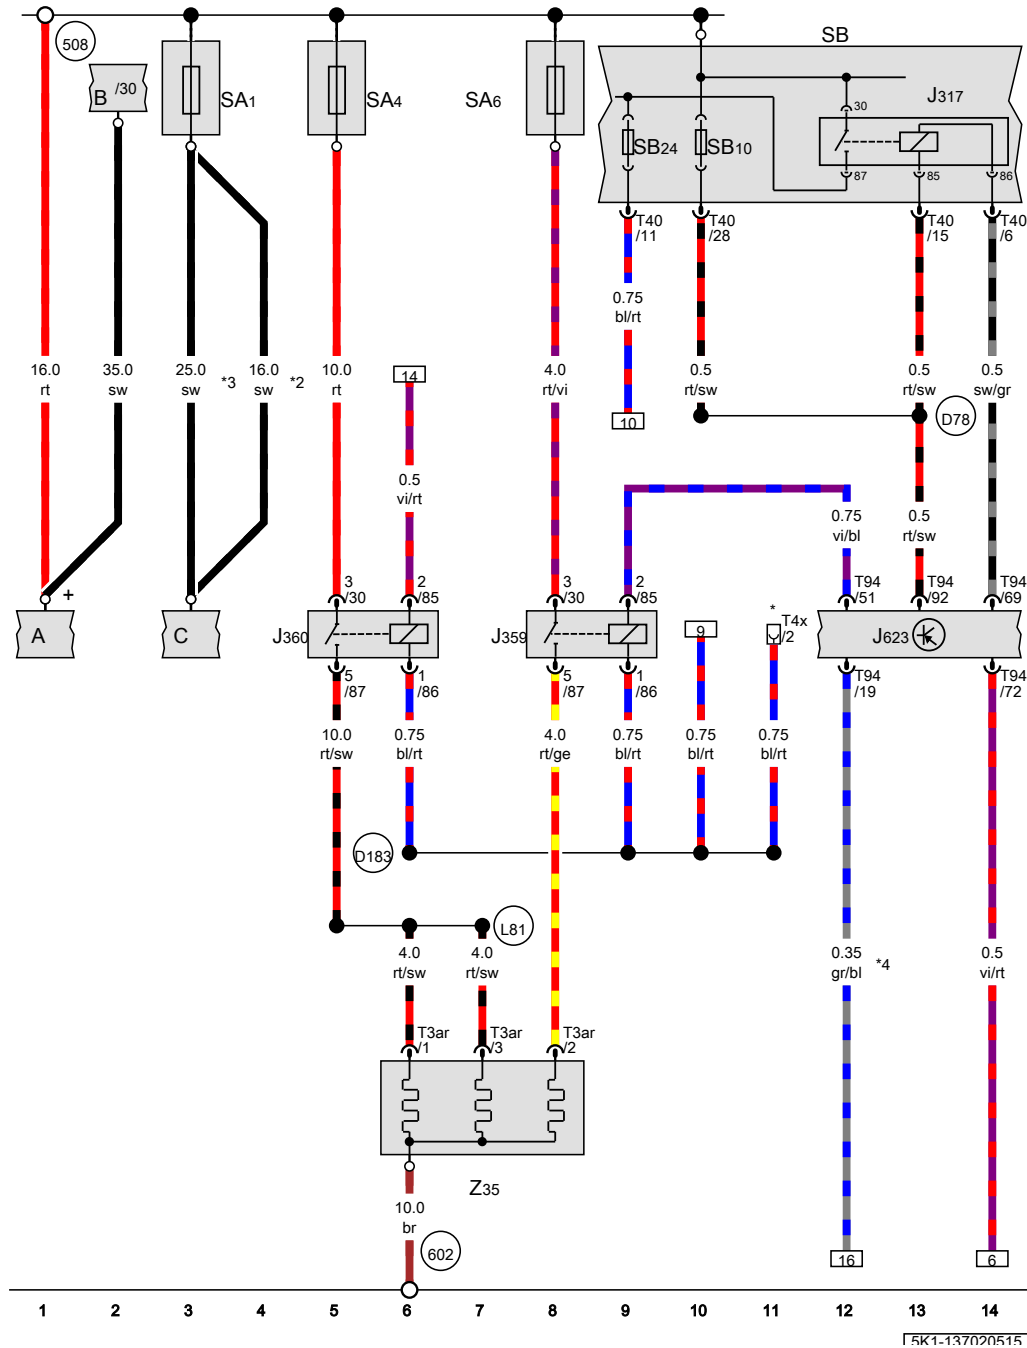 SB
508
B /30
SA1
SA4
SA6
J317
30
SB24
SB10
87
85
86
T40
/11
T40
/28
T40
/15
T40
/6
0.75
bl/rt
16.0
rt
35.0
sw
25.0
sw
*3
16.0
sw
*2
10.0
rt
14
4.0
rt/vi
0.5
rt/sw
0.5
rt/sw
0.5
sw/gr
10
D78
0.5
vi/rt
0.75
vi/bl
0.5
rt/sw
+
3
/30
2
/85
3
/30
2
/85
T94
/51
T94
/92
T94
/69
A
C
J360
J359
9
*
T4x
/2
J623
5
/87
1
/86
5
/87
1
/86
T94
/19
T94
/72
10.0
rt/sw
0.75
bl/rt
4.0
rt/ge
0.75
bl/rt
0.75
bl/rt
0.75
bl/rt
D183
L81
4.0
rt/sw
4.0
rt/sw
0.35
gr/bl
*4
0.5
vi/rt
T3ar
/1
T3ar
/3
T3ar
/2
Z35
10.0
br
602
16
6
1 2 3 4 5 6 7 8 9 10 11 12 13 14
5K1-137020515